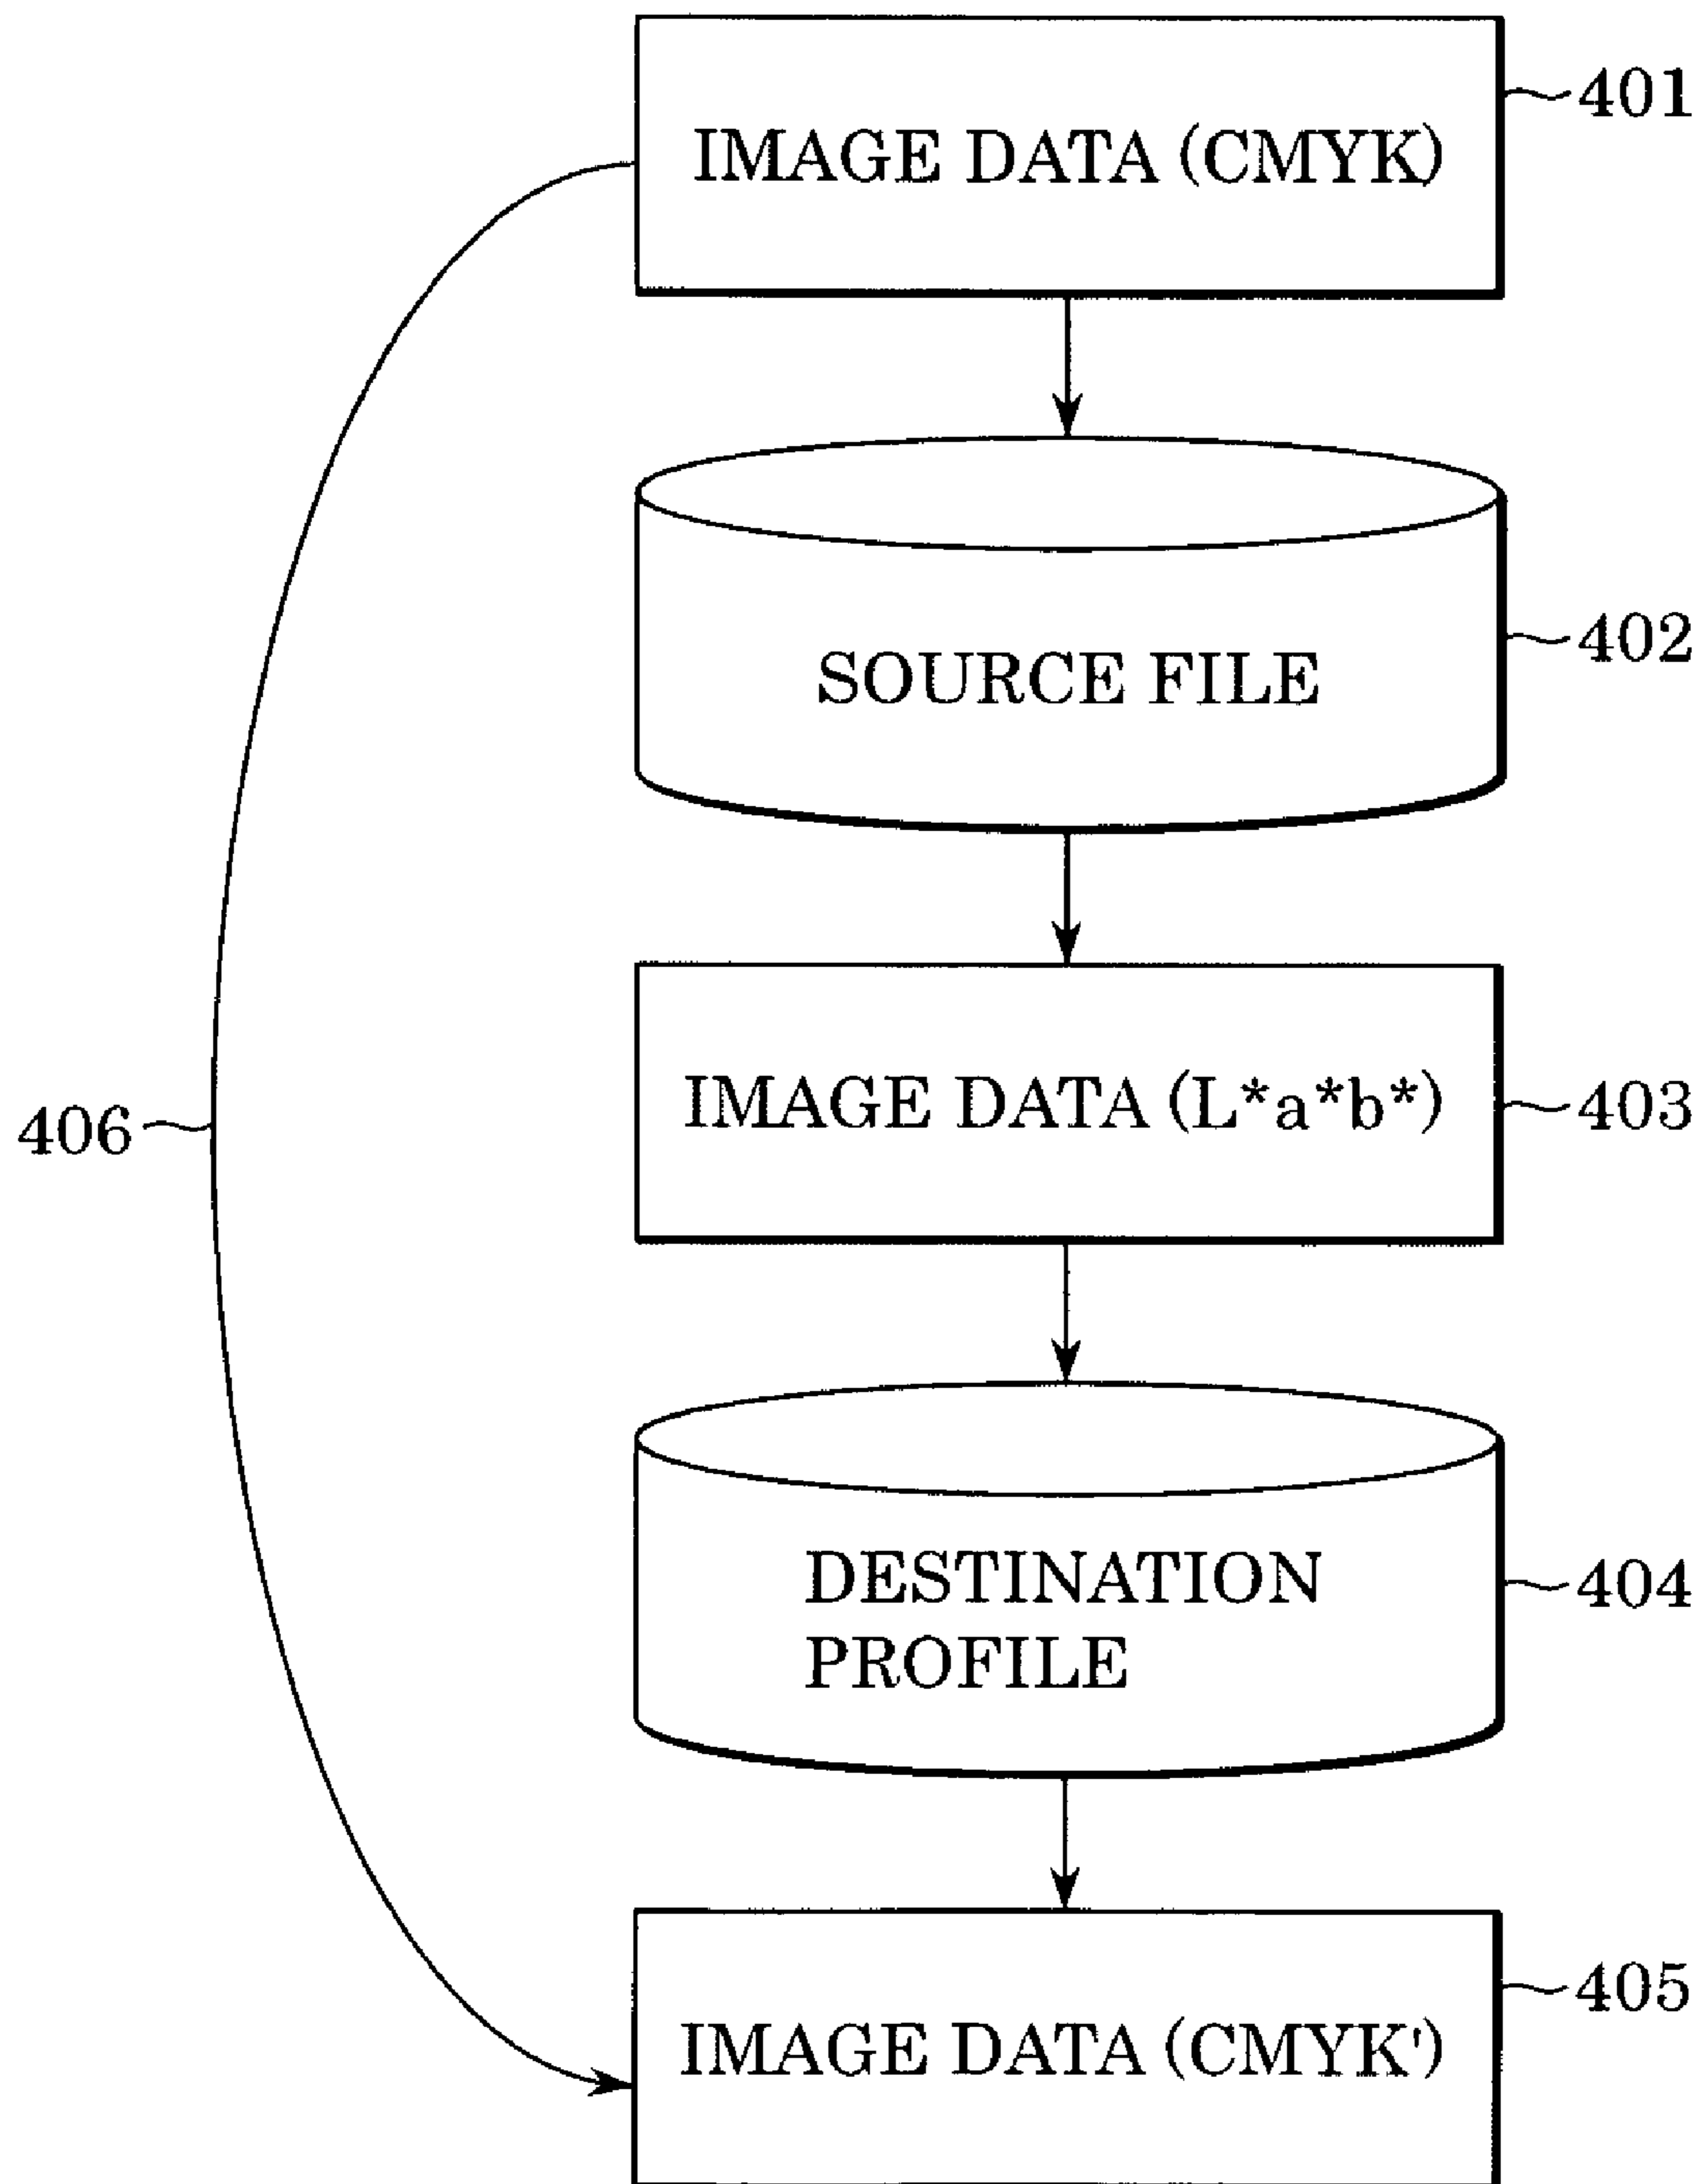 IMAGE DATA (CMYK)
401
SOURCE FILE
402
IMAGE DATA (L*a*b*)
403
406
DESTINATION
PROFILE
404
IMAGE DATA (CMYK')
405